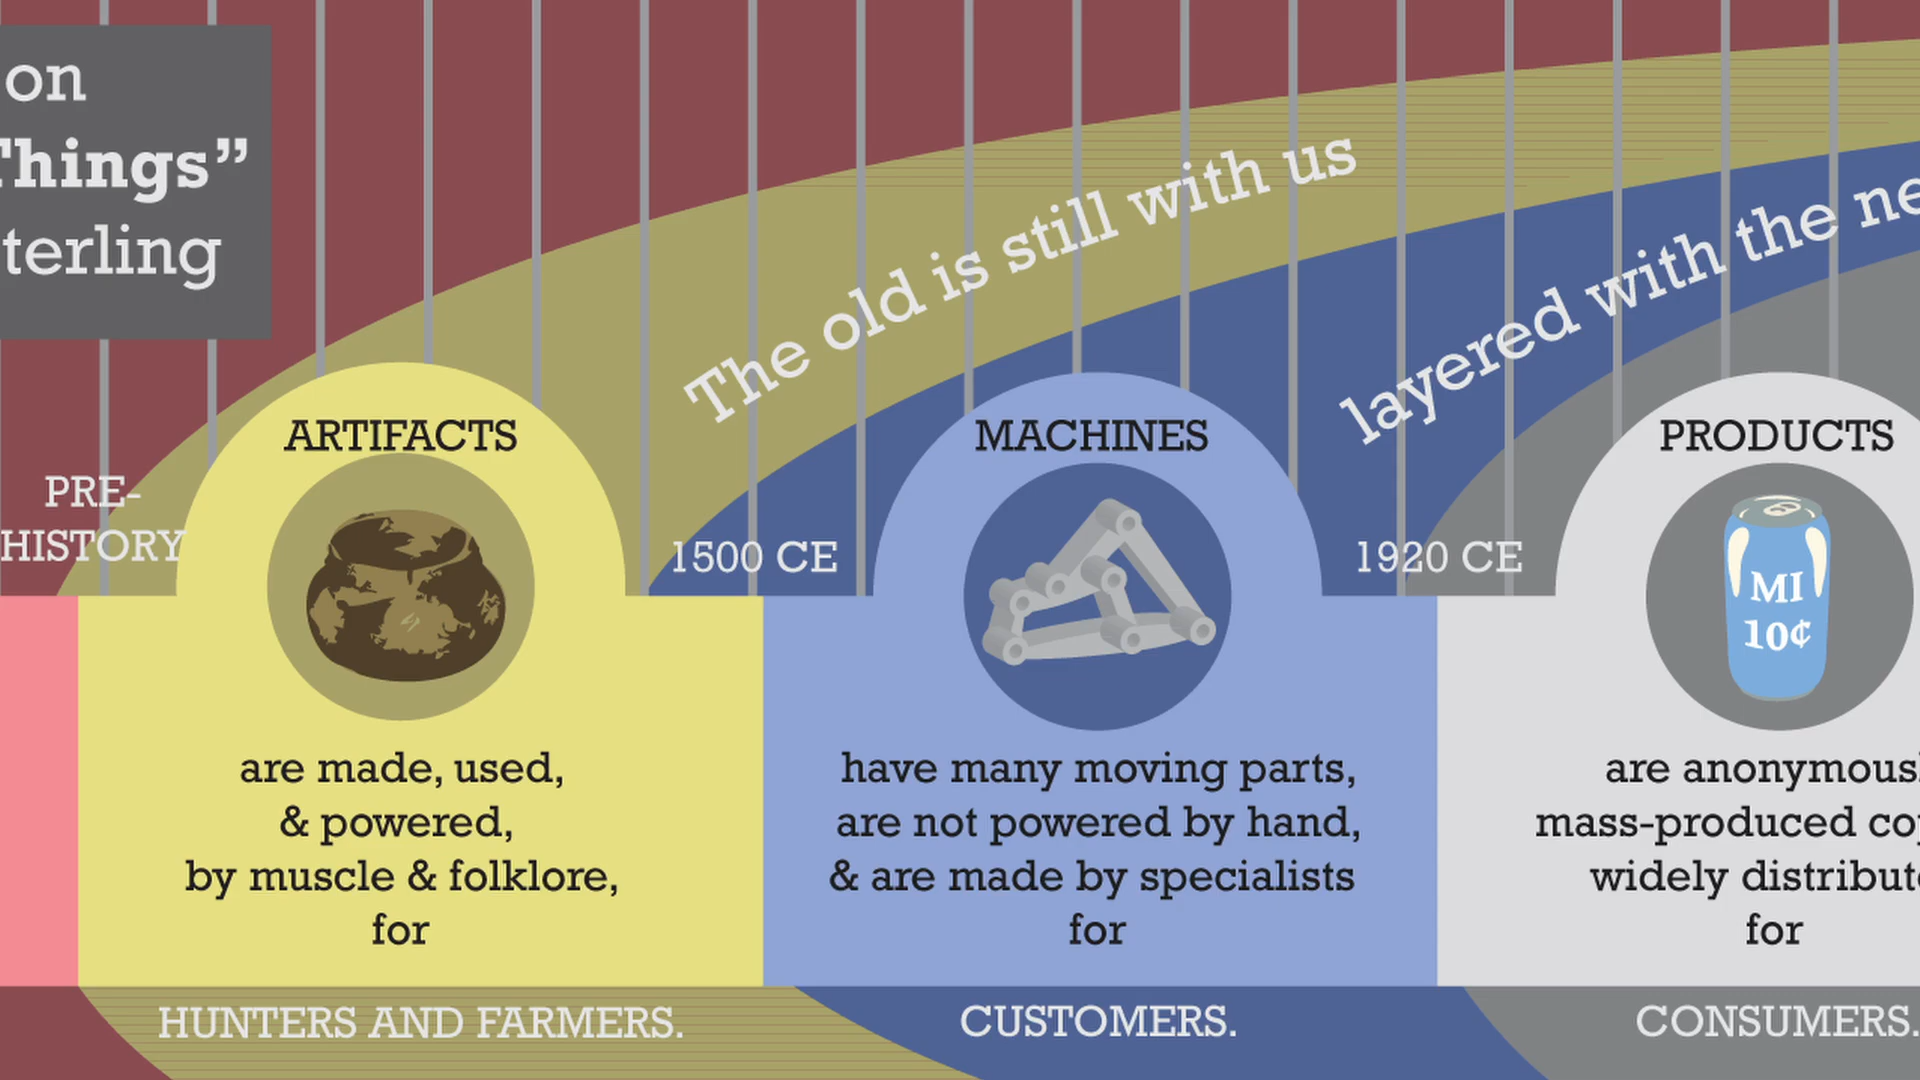 on
Things”
terling
The old is still with us
layered with the ne
PRE-
HISTORY
ARTIFACTS
are made, used,
& powered,
by muscle & folklore,
for
HUNTERS AND FARMERS.
1500 CE
MACHINES
have many moving parts,
are not powered by hand,
& are made by specialists
for
CUSTOMERS.
1920 CE
PRODUCTS
MI
10¢
are anonymous
mass-produced co
widely distribut
for
CONSUMERS.